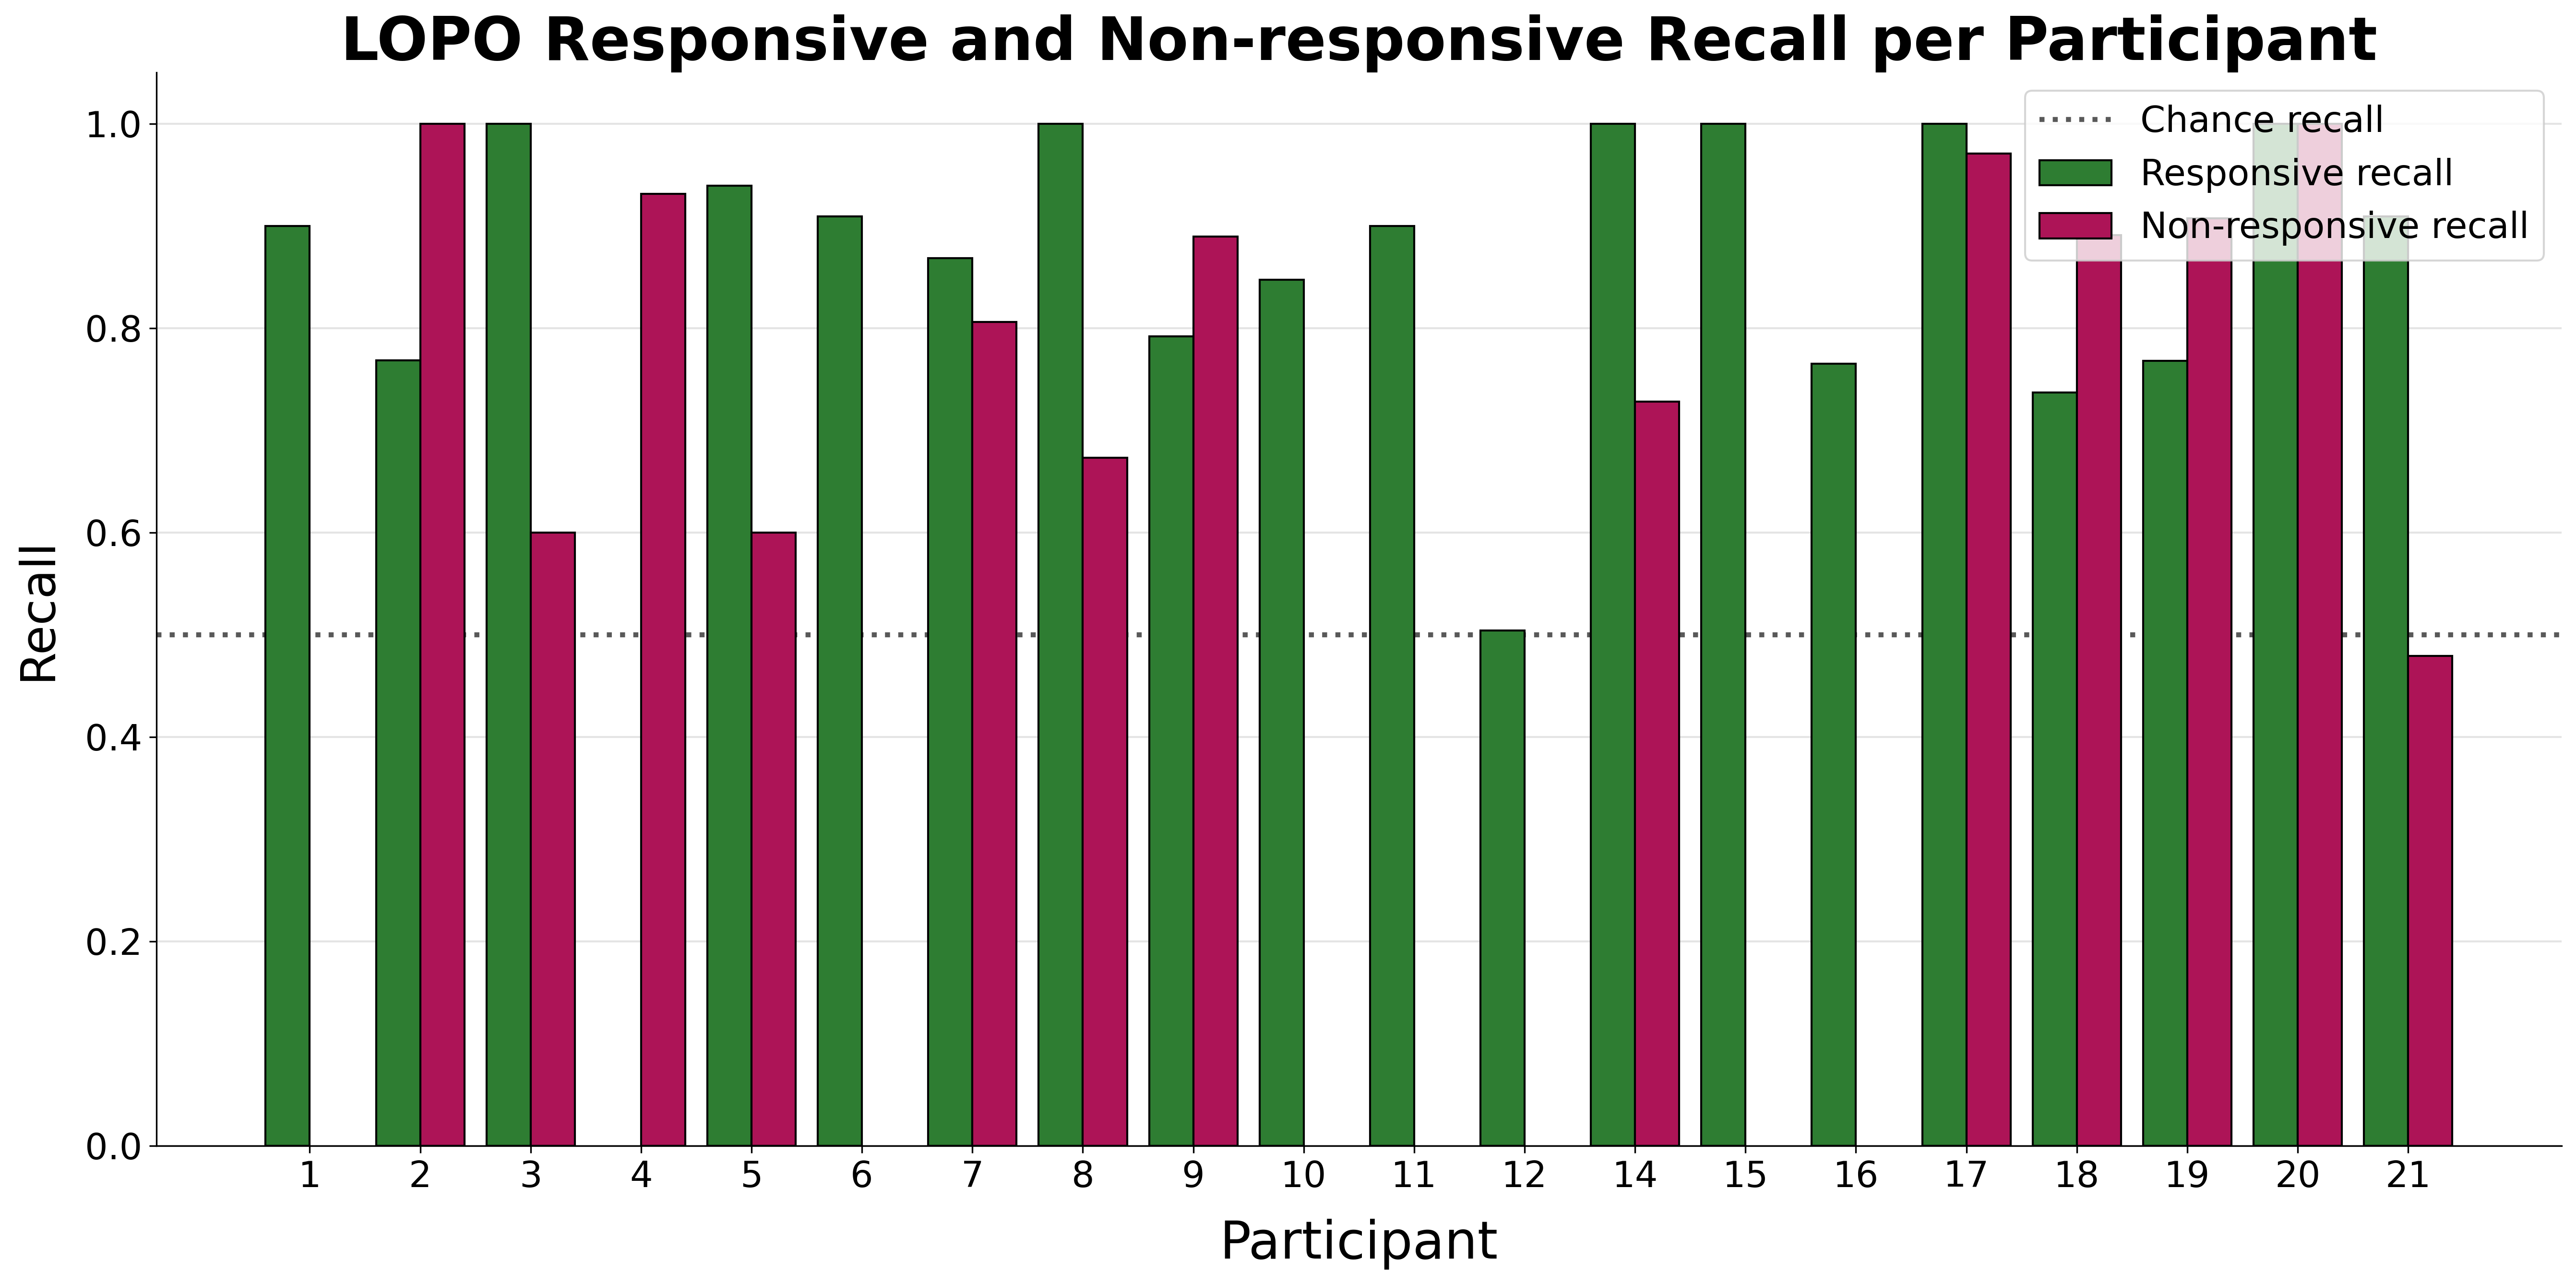 LOPO Responsive and Non-responsive Recall per Participant
Chance recall
Responsive recall
Non-responsive recall
Recall
1.0
0.8
0.6
0.4
0.2
0.0
1 2 3 4 5 6 7 8 9 10 11 12 14 15 16 17 18 19 20 21
Participant